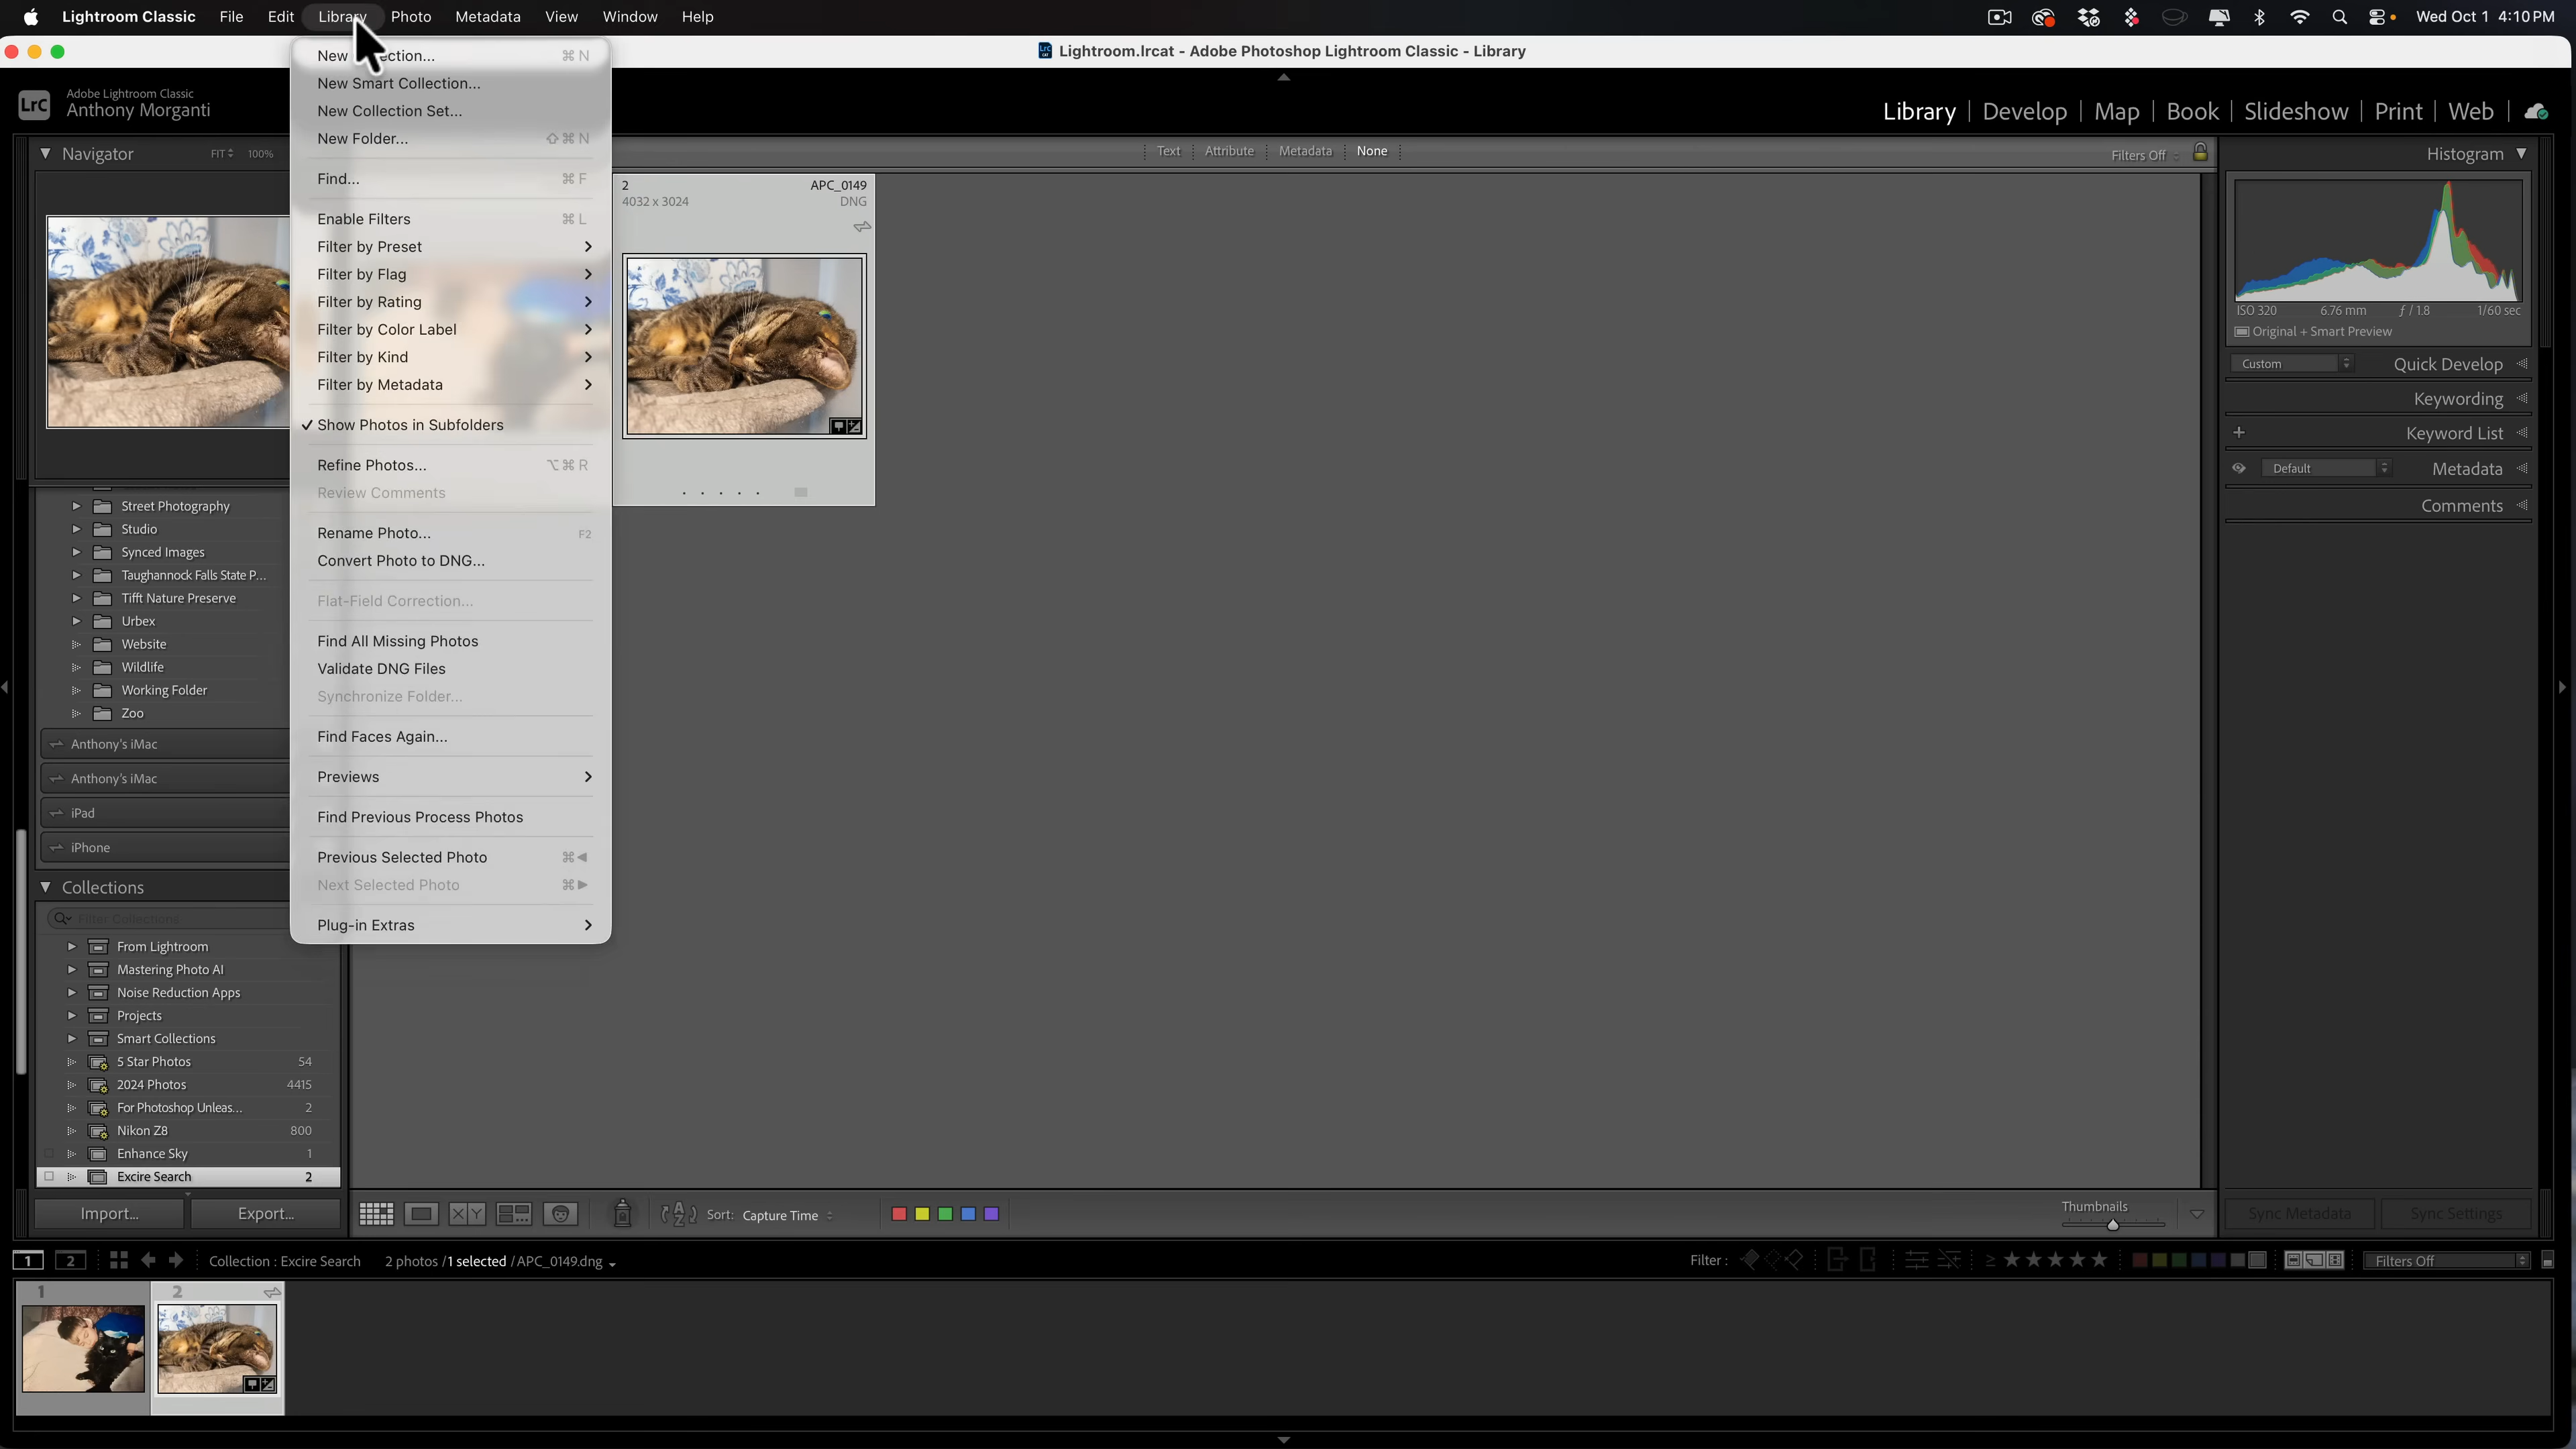 Lightroom Classic File Edit Library Photo Metadata View Window Help Wed Oct 1 4:10 PM
Lightroom.lrcat - Adobe Photoshop Lightroom Classic - Library
LrC
Adobe Lightroom Classic
Anthony Morganti
Library Develop Map Book Slideshow Print Web
Navigator FIT 100%
Street Photography
Studio
Synced Images
Taughannock Falls State P...
Tifft Nature Preserve
Urbex
Website
Wildlife
Working Folder
Zoo
Anthony's iMac
Anthony's iMac
iPad
iPhone
Collections
Filter Collections
From Lightroom
Mastering Photo AI
Noise Reduction Apps
Projects
Smart Collections
5 Star Photos 54
2024 Photos 4415
For Photoshop Unleas... 2
Nikon Z8 800
Enhance Sky 1
Excire Search 2
Import... Export...
New ection... ⌘ N
New Smart Collection...
New Collection Set...
New Folder... ⇧ ⌘ N
Find... ⌘ F
Enable Filters ⌘ L
Filter by Preset
Filter by Flag
Filter by Rating
Filter by Color Label
Filter by Kind
Filter by Metadata
✓ Show Photos in Subfolders
Refine Photos... ⌥ ⌘ R
Review Comments
Rename Photo... F2
Convert Photo to DNG...
Flat-Field Correction...
Find All Missing Photos
Validate DNG Files
Synchronize Folder...
Find Faces Again...
Previews
Find Previous Process Photos
Previous Selected Photo ⌘◀
Next Selected Photo ⌘▶
Plug-in Extras
Text Attribute Metadata None Filters Off
2 APC_0149
4032 x 3024 DNG
Histogram
ISO 320 6.76 mm ƒ / 1.8 1/60 sec
Original + Smart Preview
Custom Quick Develop
Keywording
+ Keyword List
Default Metadata
Comments
X Y Sort: Capture Time Thumbnails
Sync Metadata Sync Settings
1 2 Collection : Excire Search 2 photos / 1 selected / APC_0149.dng Filter : ≥ ★★★★★ Filters Off
1 2